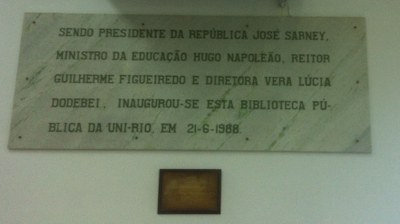 SENDO PRESIDENTE DA REPÚBLICA JOSÉ SARNEY,
MINISTRO DA EDUCAÇÃO HUGO NAPOLEÃO, REITOR
GUILHERME FIGUEIREDO E DIRETORA VERA LÚCIA
DODEBEI, INAUGUROU-SE ESTA BIBLIOTECA PÚ-
BLICA DA UNI-RIO, EM 21-6-1988.